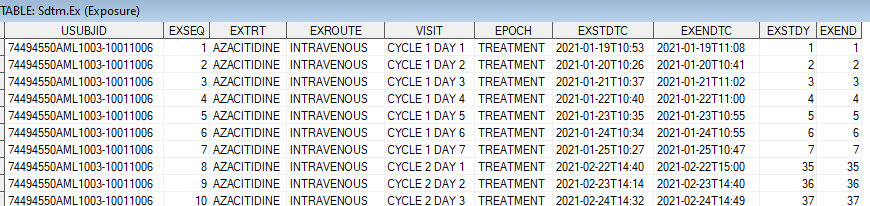 TABLE: Sdtm.Ex (Exposure)
USUBJID EXSEQ EXTRT EXROUTE VISIT EPOCH EXSTDTC EXENDTC EXSTDY EXEND
74494550AML1003-10011006 1 AZACITIDINE INTRAVENOUS CYCLE 1 DAY 1 TREATMENT 2021-01-19T10:53 2021-01-19T11:08 1 1
74494550AML1003-10011006 2 AZACITIDINE INTRAVENOUS CYCLE 1 DAY 2 TREATMENT 2021-01-20T10:26 2021-01-20T10:41 2 2
74494550AML1003-10011006 3 AZACITIDINE INTRAVENOUS CYCLE 1 DAY 3 TREATMENT 2021-01-21T10:37 2021-01-21T11:02 3 3
74494550AML1003-10011006 4 AZACITIDINE INTRAVENOUS CYCLE 1 DAY 4 TREATMENT 2021-01-22T10:40 2021-01-22T11:00 4 4
74494550AML1003-10011006 5 AZACITIDINE INTRAVENOUS CYCLE 1 DAY 5 TREATMENT 2021-01-23T10:35 2021-01-23T10:55 5 5
74494550AML1003-10011006 6 AZACITIDINE INTRAVENOUS CYCLE 1 DAY 6 TREATMENT 2021-01-24T10:34 2021-01-24T10:55 6 6
74494550AML1003-10011006 7 AZACITIDINE INTRAVENOUS CYCLE 1 DAY 7 TREATMENT 2021-01-25T10:27 2021-01-25T10:47 7 7
74494550AML1003-10011006 8 AZACITIDINE INTRAVENOUS CYCLE 2 DAY 1 TREATMENT 2021-02-22T14:40 2021-02-22T15:00 35 35
74494550AML1003-10011006 9 AZACITIDINE INTRAVENOUS CYCLE 2 DAY 2 TREATMENT 2021-02-23T14:14 2021-02-23T14:40 36 36
74494550AML1003-10011006 10 AZACITIDINE INTRAVENOUS CYCLE 2 DAY 3 TREATMENT 2021-02-24T14:32 2021-02-24T14:49 37 37